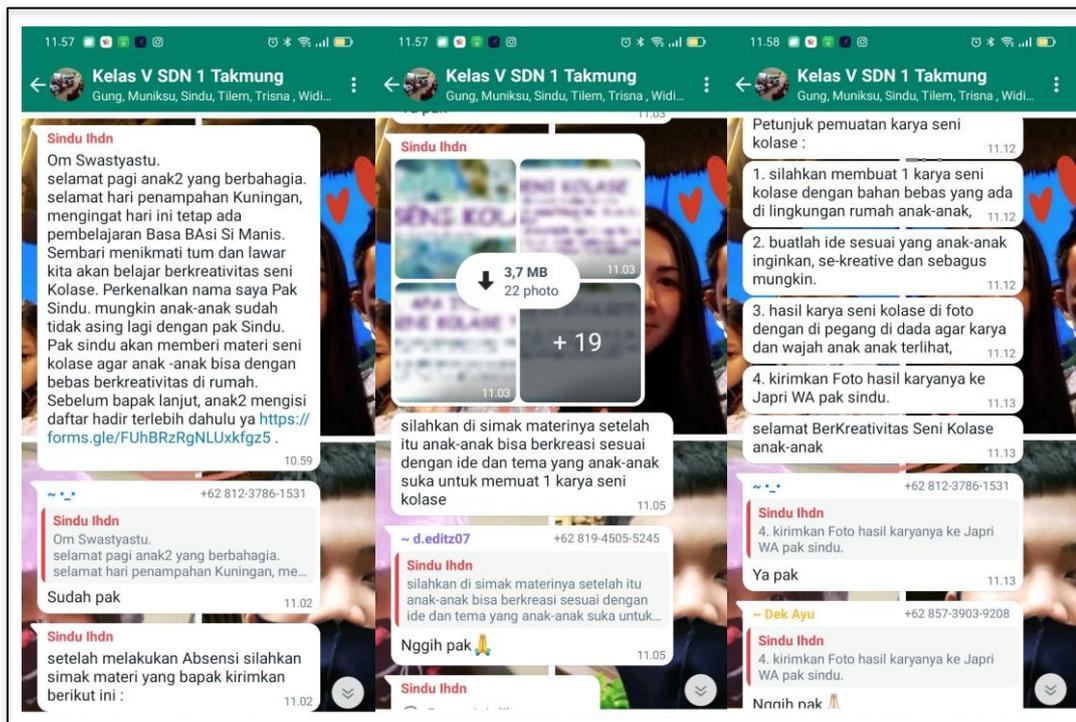 11.57
Kelas V SDN 1 Takmung
Gung, Muniksu, Sindu, Tilem, Trisna , Widi...
Sindu Ihdn
Om Swastyastu.
selamat pagi anak2 yang berbahagia.
selamat hari penampahan Kuningan,
mengingat hari ini tetap ada
pembelajaran Basa BAsi Si Manis.
Sembari menikmati tum dan lawar
kita akan belajar berkreativitas seni
Kolase. Perkenalkan nama saya Pak
Sindu. mungkin anak-anak sudah
tidak asing lagi dengan pak Sindu.
Pak sindu akan memberi materi seni
kolase agar anak -anak bisa dengan
bebas berkreativitas di rumah.
Sebelum bapak lanjut, anak2 mengisi
daftar hadir terlebih dahulu ya https://
forms.gle/FUhBRzRgNLUxkfgz5 .
10.59
~ •_• +62 812-3786-1531
Sindu Ihdn
Om Swastyastu.
selamat pagi anak2 yang berbahagia.
selamat hari penampahan Kuningan, me...
Sudah pak
11.02
Sindu Ihdn
setelah melakukan Absensi silahkan
simak materi yang bapak kirimkan
berikut ini :
11.02
11.57
Kelas V SDN 1 Takmung
Gung, Muniksu, Sindu, Tilem, Trisna , Widi...
11.03
Sindu Ihdn
SENI KOL
SENI KOLASE
11.03
3,7 MB
22 photo
APA
SENI KOLASE ?
11.03
+ 19
silahkan di simak materinya setelah
itu anak-anak bisa berkreasi sesuai
dengan ide dan tema yang anak-anak
suka untuk memuat 1 karya seni
kolase
11.05
~ d.editz07 +62 819-4505-5245
Sindu Ihdn
silahkan di simak materinya setelah itu
anak-anak bisa berkreasi sesuai dengan
ide dan tema yang anak-anak suka untuk...
Nggih pak🙏
11.05
Sindu Ihdn
11.58
Kelas V SDN 1 Takmung
Gung, Muniksu, Sindu, Tilem, Trisna , Widi...
Petunjuk pemuatan karya seni
kolase :
11.12
1. silahkan membuat 1 karya seni
kolase dengan bahan bebas yang ada
di lingkungan rumah anak-anak,
11.12
2. buatlah ide sesuai yang anak-anak
inginkan, se-kreative dan sebagus
mungkin.
11.12
3. hasil karya seni kolase di foto
dengan di pegang di dada agar karya
dan wajah anak anak terlihat,
11.12
4. kirimkan Foto hasil karyanya ke
Japri WA pak sindu.
11.13
selamat BerKreativitas Seni Kolase
anak-anak
11.13
~ •_• +62 812-3786-1531
Sindu Ihdn
4. kirimkan Foto hasil karyanya ke Japri
WA pak sindu.
Ya pak
11.13
~ Dek Ayu +62 857-3903-9208
Sindu Ihdn
4. kirimkan Foto hasil karyanya ke Japri
WA pak sindu.
Nggih pak🙏